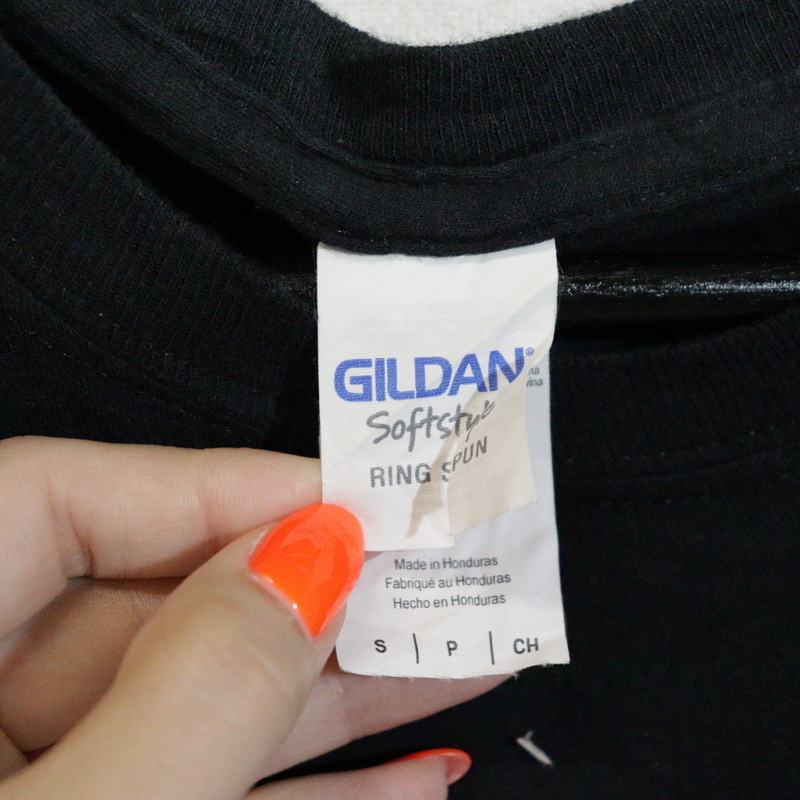 GILDAN®
Softstyle
RING SPUN
Made in Honduras
Fabriqué au Honduras
Hecho en Honduras
S | P | CH